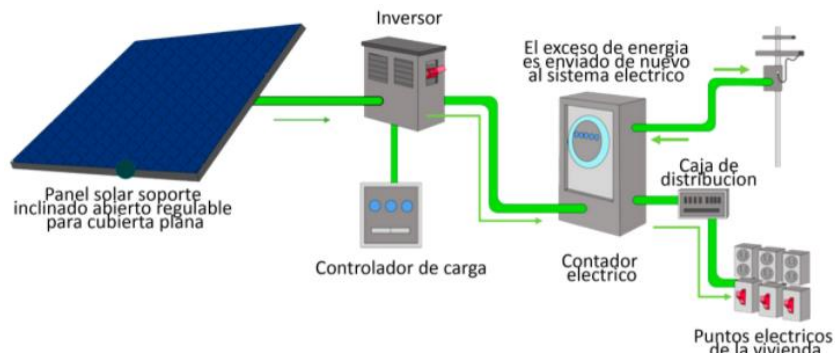 Inversor
El exceso de energia
es enviado de nuevo
al sistema electrico
Panel solar soporte
inclinado abierto regulable
para cubierta plana
Controlador de carga
Contador
electrico
Caja de
distribucion
Puntos electricos
de la vivienda